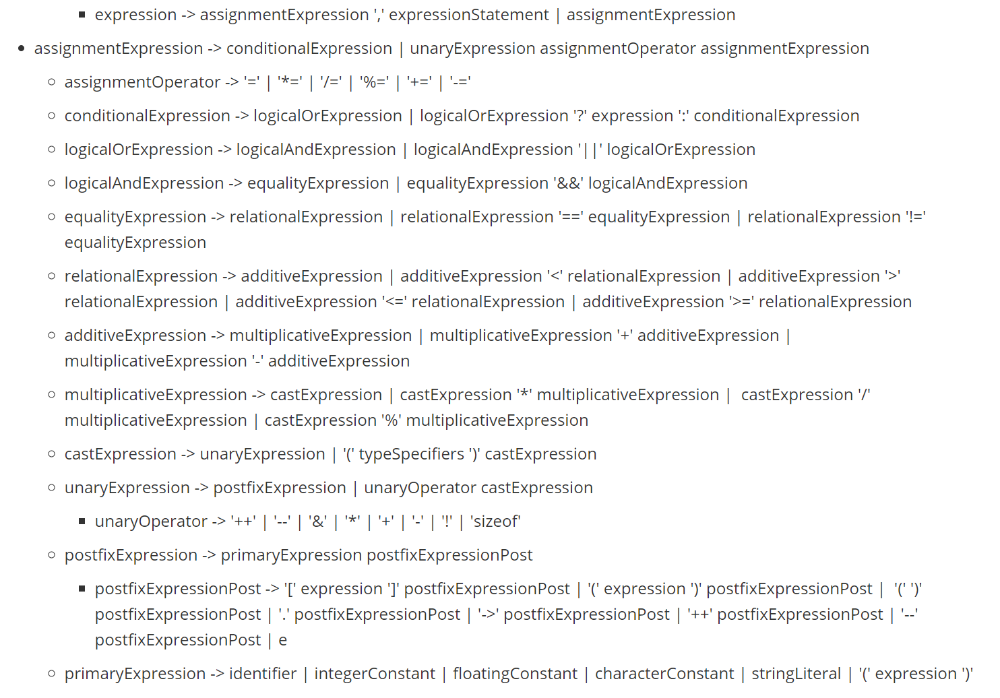 ▪ expression -> assignmentExpression ',' expressionStatement | assignmentExpression
• assignmentExpression -> conditionalExpression | unaryExpression assignmentOperator assignmentExpression
◦ assignmentOperator -> '=' | '*=' | '/=' | '%=' | '+=' | '-='
◦ conditionalExpression -> logicalOrExpression | logicalOrExpression '?' expression ':' conditionalExpression
◦ logicalOrExpression -> logicalAndExpression | logicalAndExpression '||' logicalOrExpression
◦ logicalAndExpression -> equalityExpression | equalityExpression '&&' logicalAndExpression
◦ equalityExpression -> relationalExpression | relationalExpression '==' equalityExpression | relationalExpression '!='
equalityExpression
◦ relationalExpression -> additiveExpression | additiveExpression '<' relationalExpression | additiveExpression '>'
relationalExpression | additiveExpression '<=' relationalExpression | additiveExpression '>=' relationalExpression
◦ additiveExpression -> multiplicativeExpression | multiplicativeExpression '+' additiveExpression |
multiplicativeExpression '-' additiveExpression
◦ multiplicativeExpression -> castExpression | castExpression '*' multiplicativeExpression | castExpression '/'
multiplicativeExpression | castExpression '%' multiplicativeExpression
◦ castExpression -> unaryExpression | '(' typeSpecifiers ')' castExpression
◦ unaryExpression -> postfixExpression | unaryOperator castExpression
▪ unaryOperator -> '++' | '--' | '&' | '*' | '+' | '-' | '!' | 'sizeof'
◦ postfixExpression -> primaryExpression postfixExpressionPost
▪ postfixExpressionPost -> '[' expression ']' postfixExpressionPost | '(' expression ')' postfixExpressionPost | '(' ')'
postfixExpressionPost | '.' postfixExpressionPost | '->' postfixExpressionPost | '++' postfixExpressionPost | '--'
postfixExpressionPost | e
◦ primaryExpression -> identifier | integerConstant | floatingConstant | characterConstant | stringLiteral | '(' expression ')'